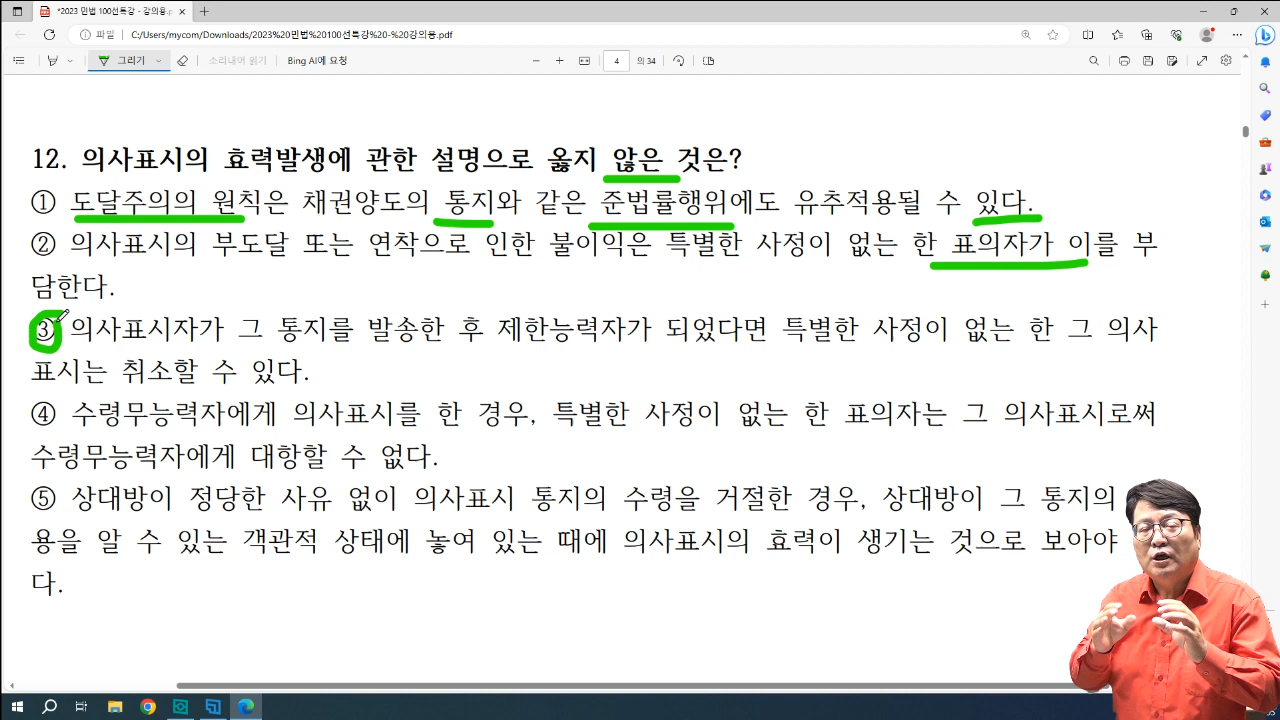 *2023 민법 100선특강 - 강의용.p
파일 C:/Users/mycom/Downloads/2023%20민법%20100선특강%20-%20강의용.pdf
그리기 소리내어 읽기 Bing AI에 요청 4 의 34
12. 의사표시의 효력발생에 관한 설명으로 옳지 않은 것은?
① 도달주의의 원칙은 채권양도의 통지와 같은 준법률행위에도 유추적용될 수 있다.
② 의사표시의 부도달 또는 연착으로 인한 불이익은 특별한 사정이 없는 한 표의자가 이를 부
담한다.
③ 의사표시자가 그 통지를 발송한 후 제한능력자가 되었다면 특별한 사정이 없는 한 그 의사
표시는 취소할 수 있다.
④ 수령무능력자에게 의사표시를 한 경우, 특별한 사정이 없는 한 표의자는 그 의사표시로써
수령무능력자에게 대항할 수 없다.
⑤ 상대방이 정당한 사유 없이 의사표시 통지의 수령을 거절한 경우, 상대방이 그 통지의
용을 알 수 있는 객관적 상태에 놓여 있는 때에 의사표시의 효력이 생기는 것으로 보아야
다.